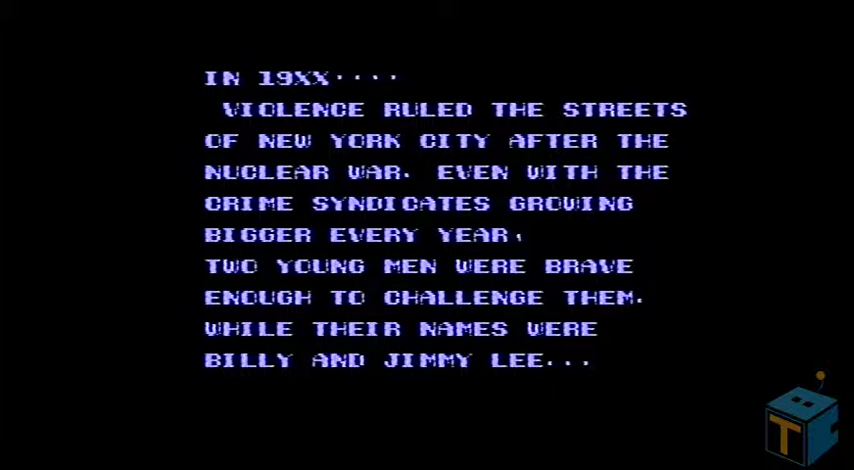 IN 19XX....
VIOLENCE RULED THE STREETS
OF NEW YORK CITY AFTER THE
NUCLEAR WAR. EVEN WITH THE
CRIME SYNDICATES GROWING
BIGGER EVERY YEAR,
TWO YOUNG MEN WERE BRAVE
ENOUGH TO CHALLENGE THEM.
WHILE THEIR NAMES WERE
BILLY AND JIMMY LEE...
T